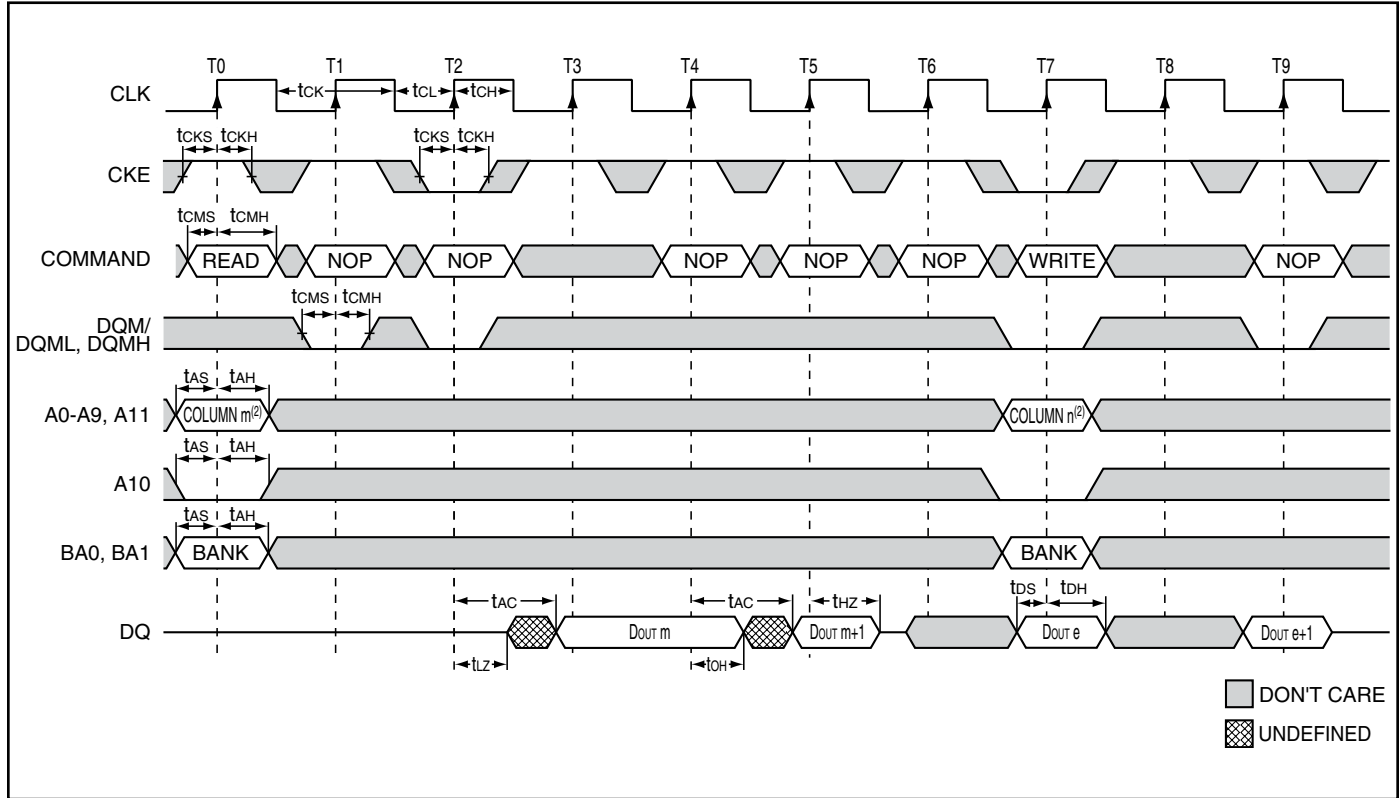 T0 T1 T2 T3 T4 T5 T6 T7 T8 T9
CLK
tCK tCL tCH
tCKS tCKH tCKS tCKH
CKE
tCMS tCMH
COMMAND READ NOP NOP NOP NOP NOP WRITE NOP
tCMS tCMH
DQM/
DQML, DQMH
tAS tAH
A0-A9, A11 COLUMN m(2) COLUMN n(2)
tAS tAH
A10
tAS tAH
BA0, BA1 BANK BANK
tAC tAC tHZ tDS tDH
DQ DOUT m DOUT m+1 DOUT e DOUT e+1
tLZ tOH
DON'T CARE
UNDEFINED